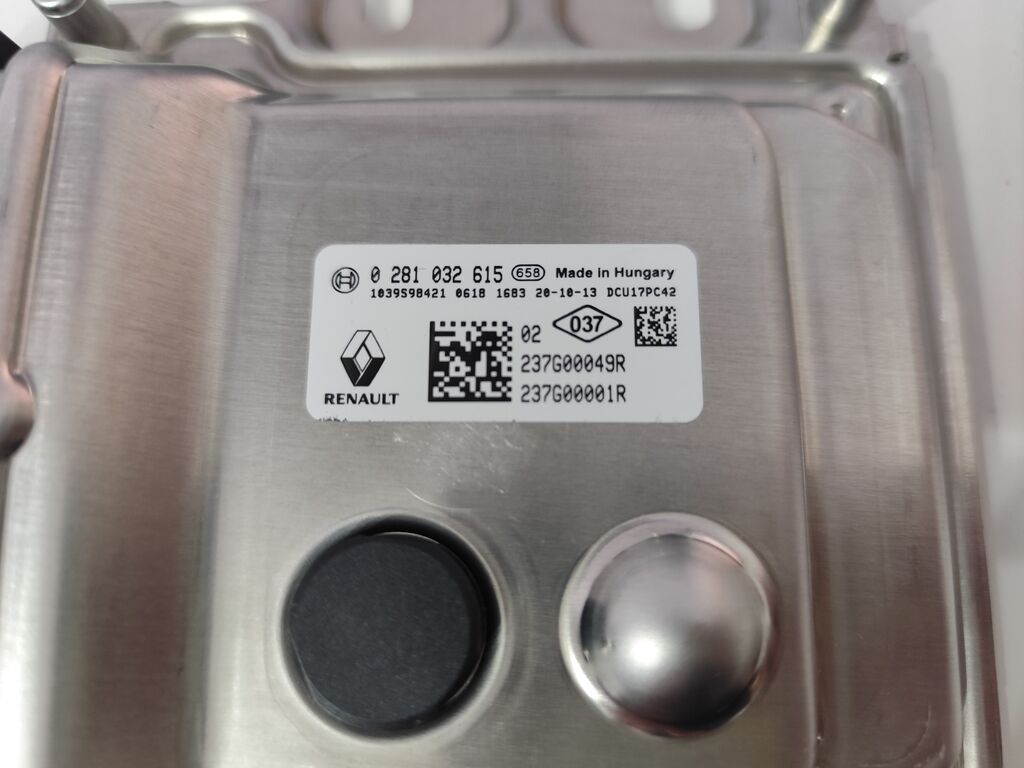 0 281 032 615 658 Made in Hungary
1039S98421 0618 1683 20-10-13 DCU17PC42
02 037
237G00049R
RENAULT 237G00001R